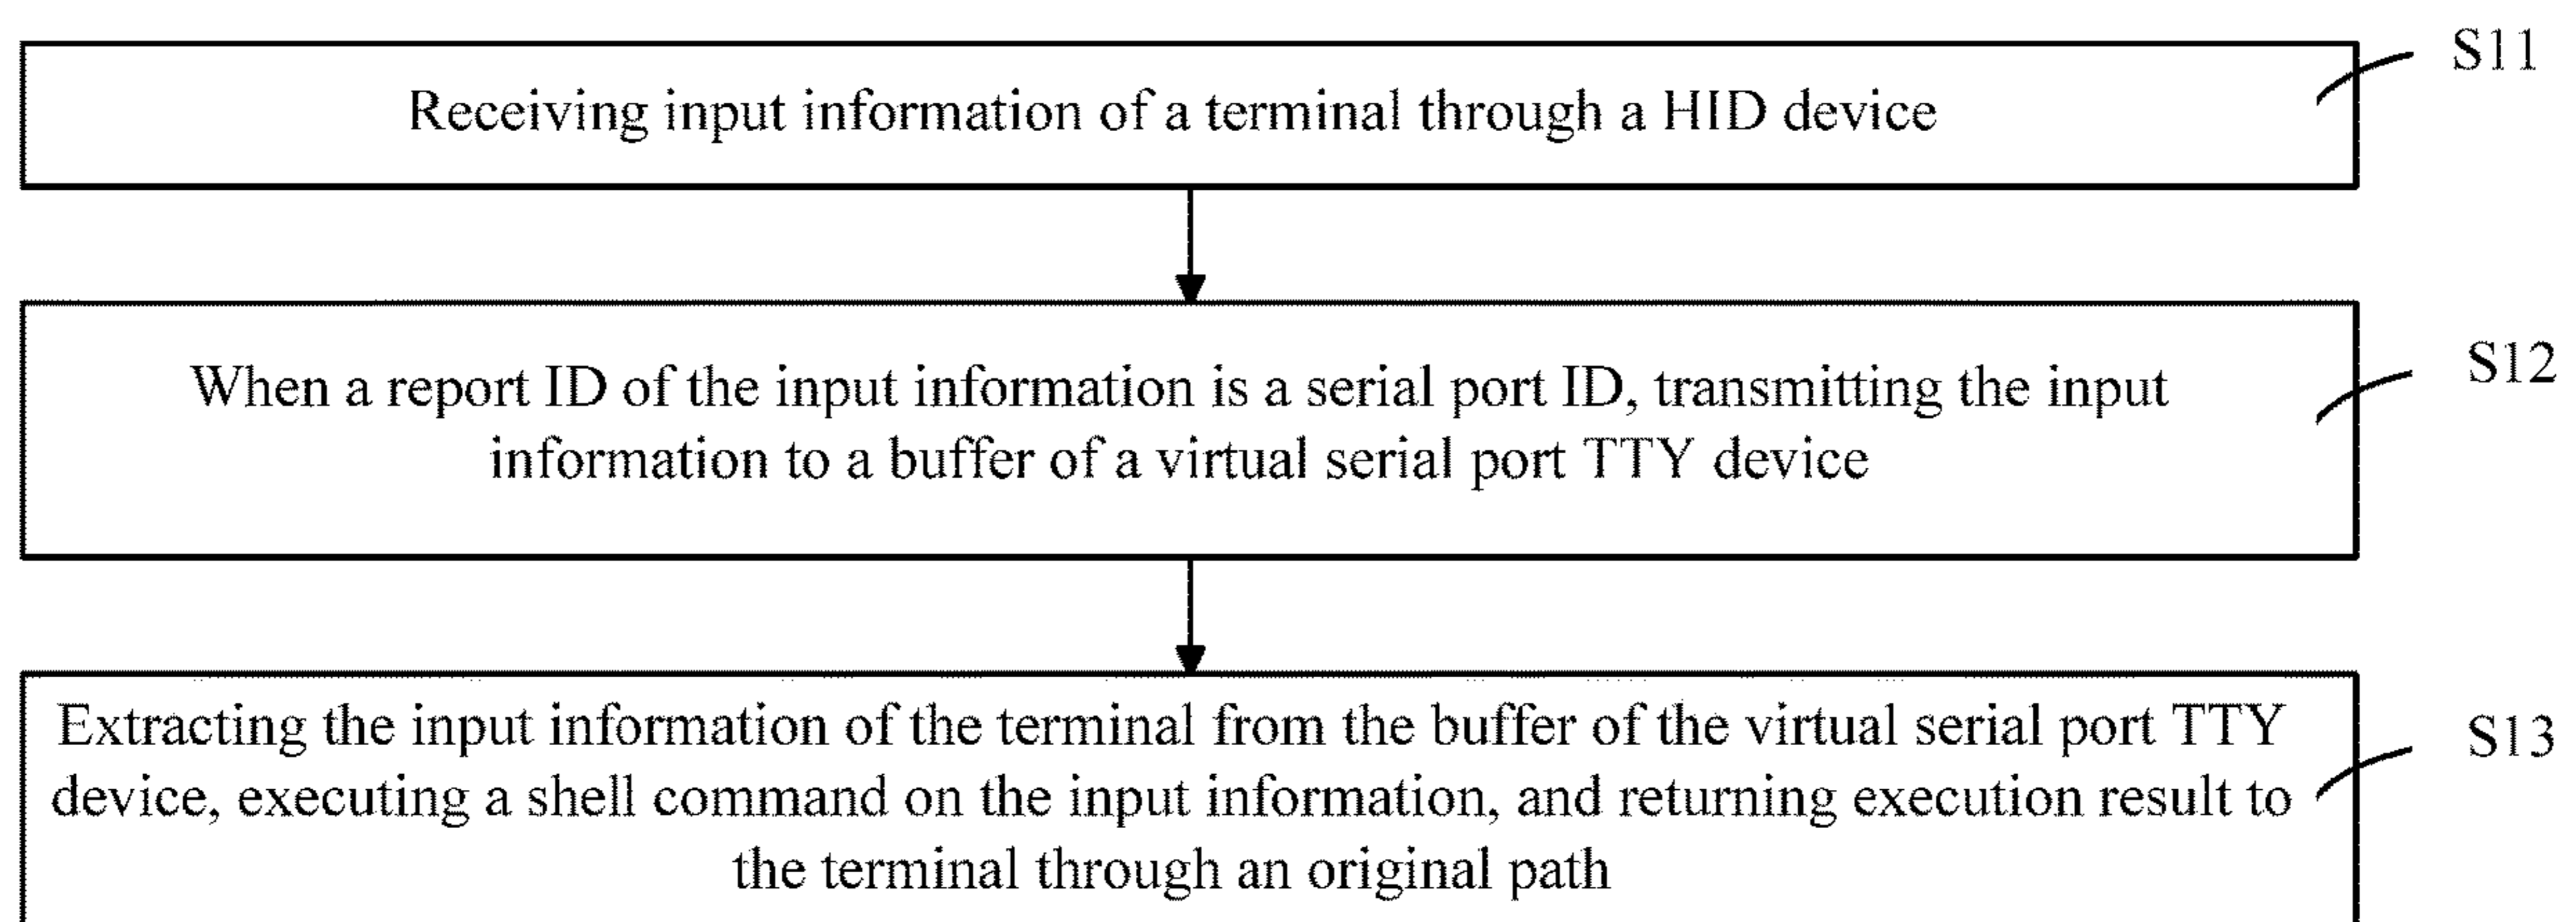 S11
Receiving input information of a terminal through a HID device
S12
When a report ID of the input information is a serial port ID, transmitting the input
information to a buffer of a virtual serial port TTY device
S13
Extracting the input information of the terminal from the buffer of the virtual serial port TTY
device, executing a shell command on the input information, and returning execution result to
the terminal through an original path